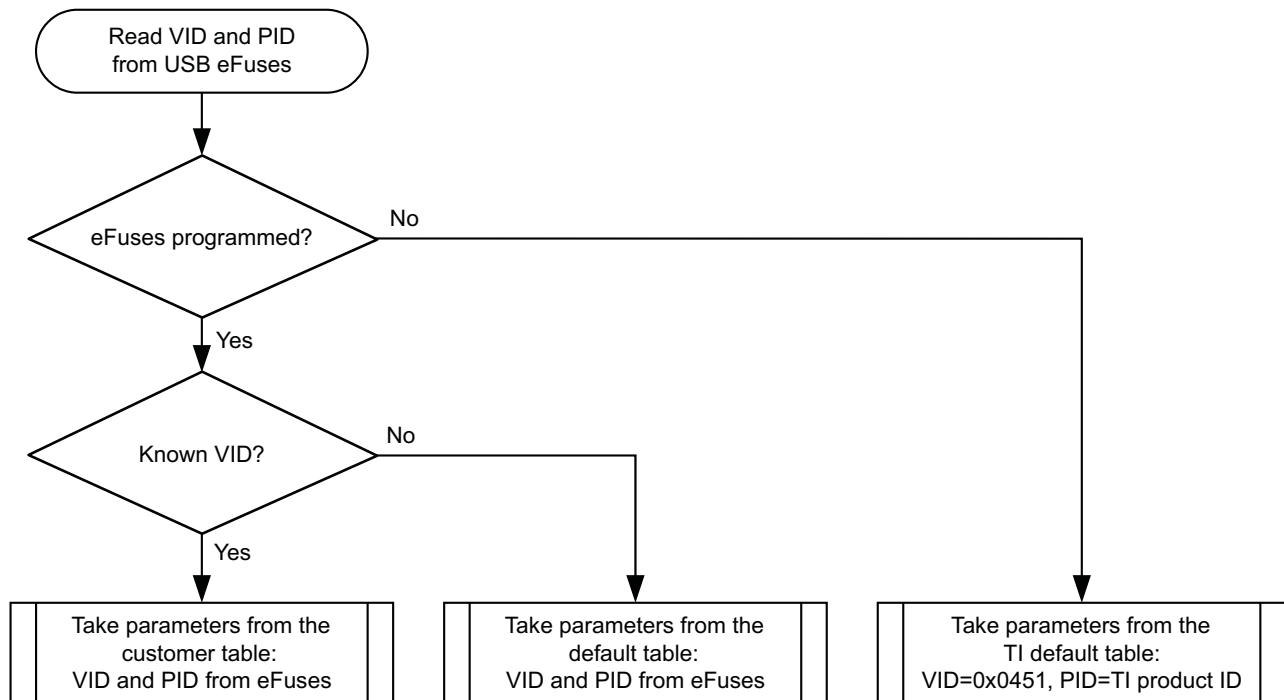 Read VID and PID
from USB eFuses
eFuses programmed?
No
Yes
Known VID?
No
Yes
Take parameters from the
customer table:
VID and PID from eFuses
Take parameters from the
default table:
VID and PID from eFuses
Take parameters from the
TI default table:
VID=0x0451, PID=TI product ID